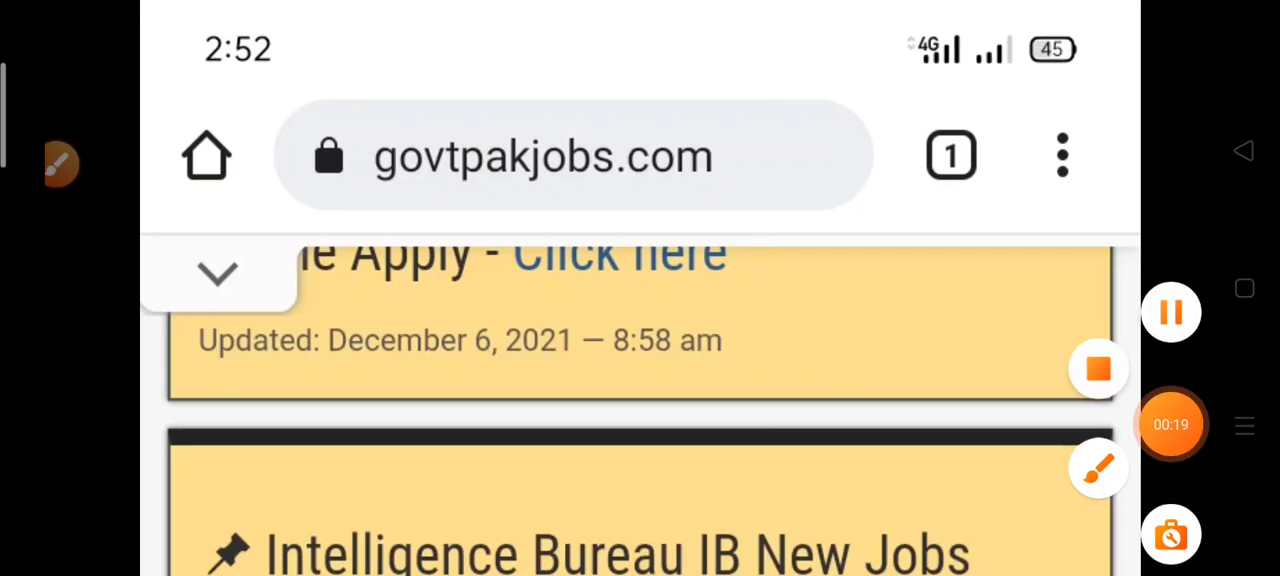 2:52
4G
45
govtpakjobs.com
1
le Apply - Click here
Updated: December 6, 2021 — 8:58 am
00:19
Intelligence Bureau IB New Jobs